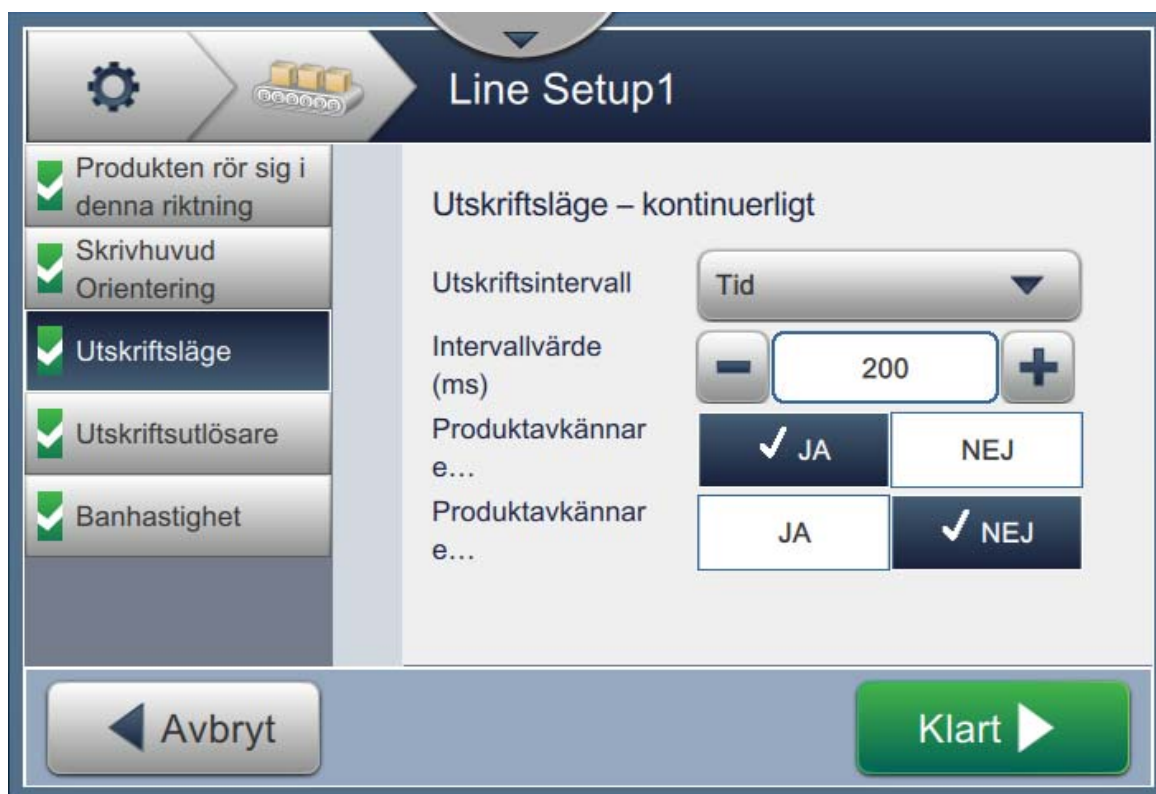 Line Setup1
Produkten rör sig i
denna riktning
Skrivhuvud
Orientering
Utskriftsläge
Utskriftsutlösare
Banhastighet
Utskriftsläge – kontinuerligt
Utskriftsintervall
Tid
Intervallvärde
(ms)
200
Produktavkännar
e...
JA
NEJ
Produktavkännar
e...
JA
NEJ
Avbryt
Klart